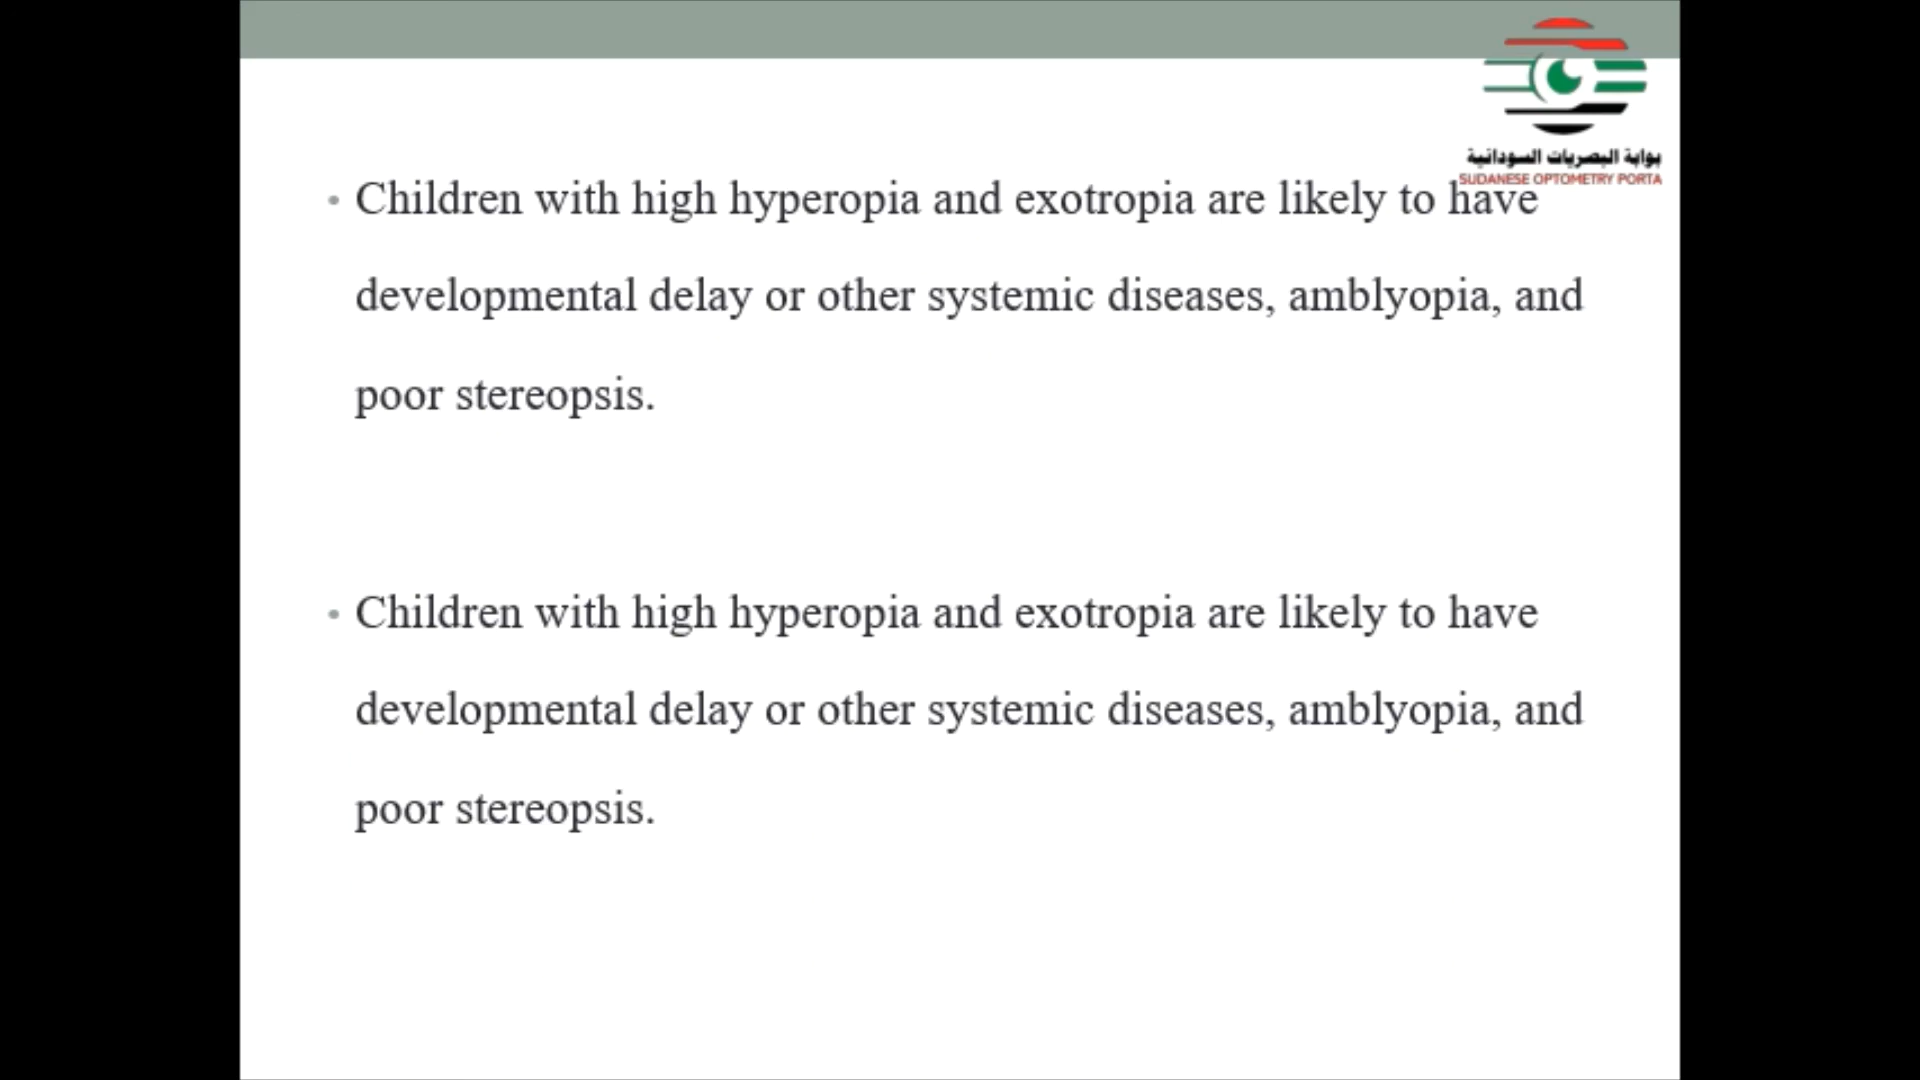 بوابة البصريات السودانية
SUDANESE OPTOMETRY PORTA
• Children with high hyperopia and exotropia are likely to have
developmental delay or other systemic diseases, amblyopia, and
poor stereopsis.
• Children with high hyperopia and exotropia are likely to have
developmental delay or other systemic diseases, amblyopia, and
poor stereopsis.